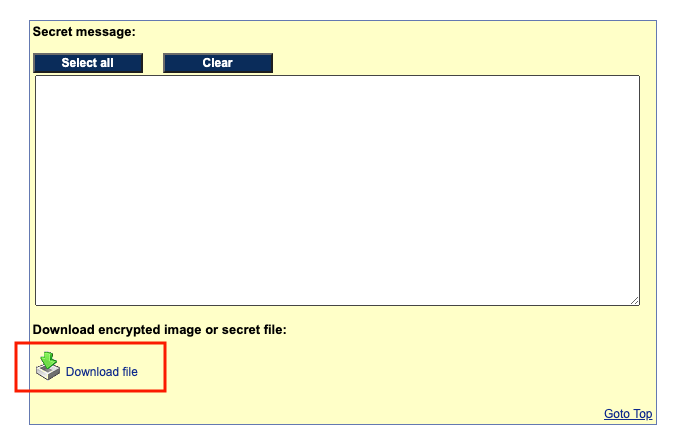 Secret message:
Select all Clear
Download encrypted image or secret file:
Download file
Goto Top